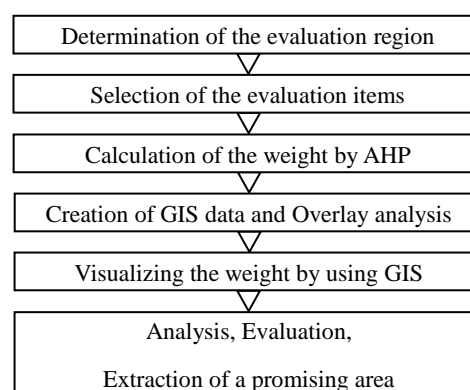 Determination of the evaluation region
Selection of the evaluation items
Calculation of the weight by AHP
Creation of GIS data and Overlay analysis
Visualizing the weight by using GIS
Analysis, Evaluation,
Extraction of a promising area